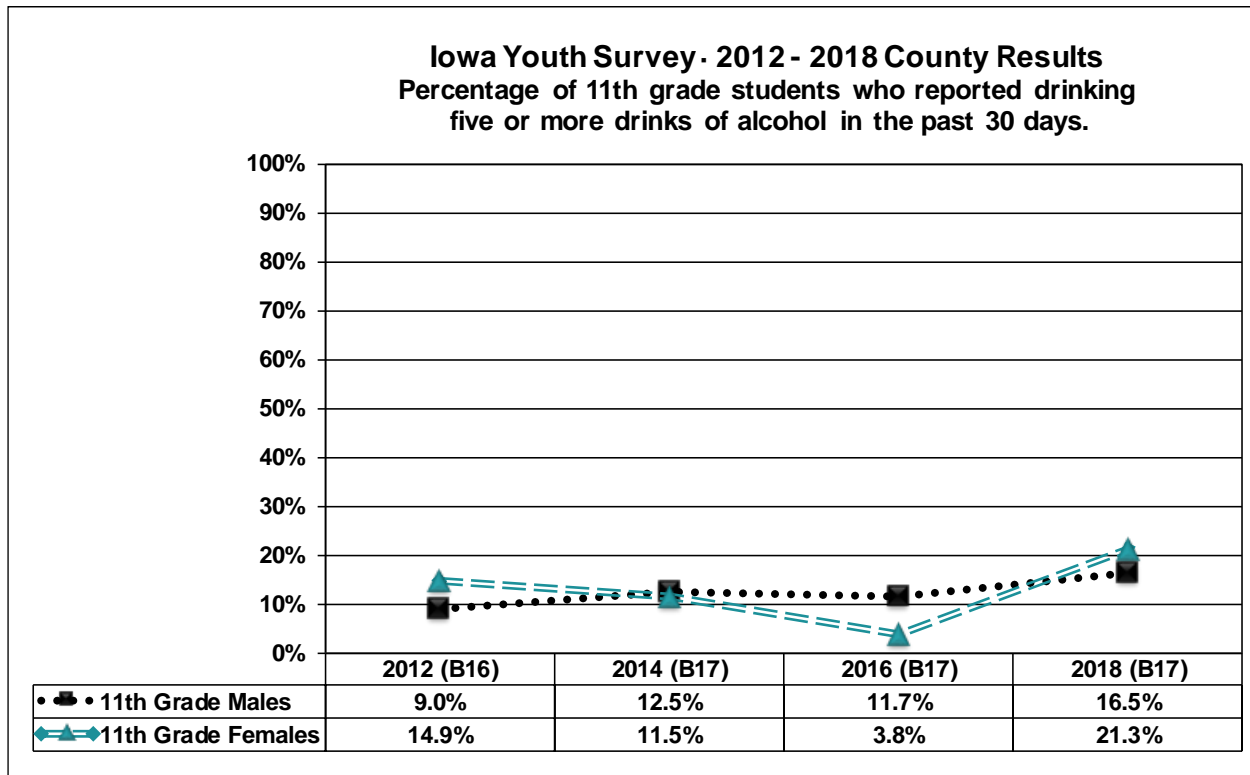 Iowa Youth Survey · 2012 - 2018 County Results
Percentage of 11th grade students who reported drinking
five or more drinks of alcohol in the past 30 days.
100%
90%
80%
70%
60%
50%
40%
30%
20%
10%
0%
2012 (B16) 2014 (B17) 2016 (B17) 2018 (B17)
11th Grade Males 9.0% 12.5% 11.7% 16.5%
11th Grade Females 14.9% 11.5% 3.8% 21.3%